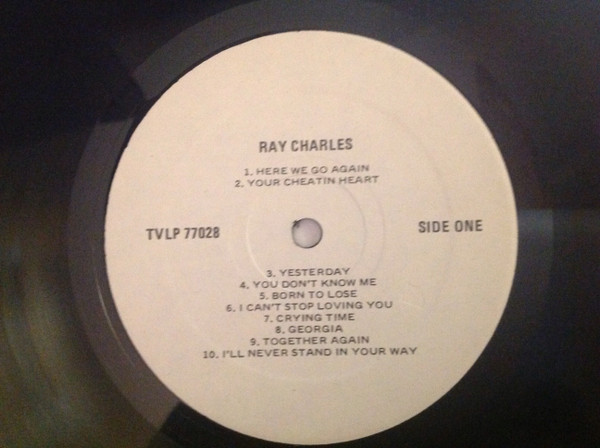 RAY CHARLES
1. HERE WE GO AGAIN
2. YOUR CHEATIN HEART
TVLP 77028
SIDE ONE
3. YESTERDAY
4. YOU DON'T KNOW ME
5. BORN TO LOSE
6. I CAN'T STOP LOVING YOU
7. CRYING TIME
8. GEORGIA
9. TOGETHER AGAIN
10. I'LL NEVER STAND IN YOUR WAY